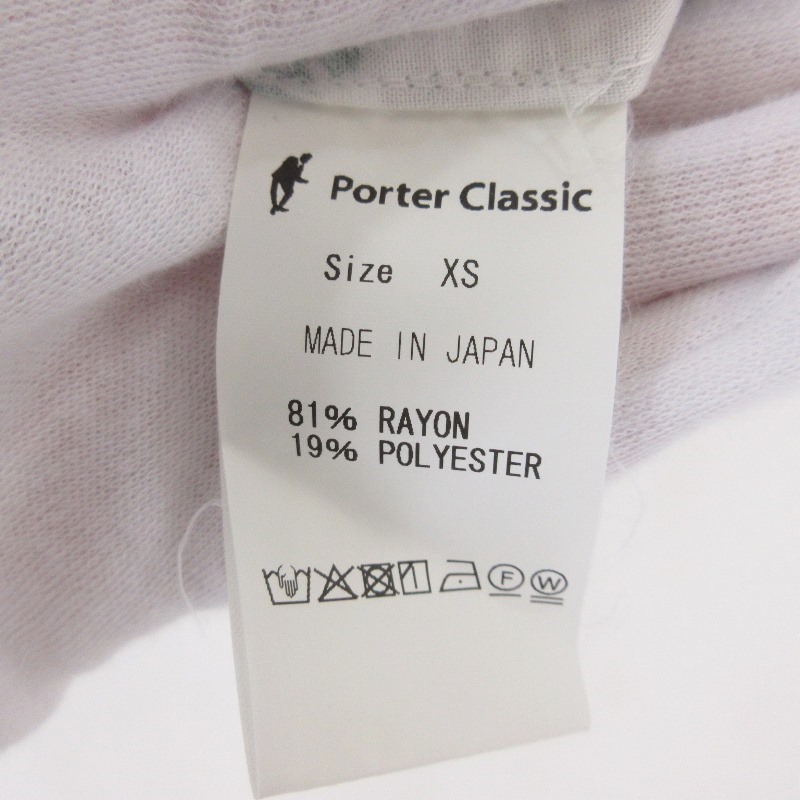 Porter Classic
Size XS
MADE IN JAPAN
81% RAYON
19% POLYESTER
F W